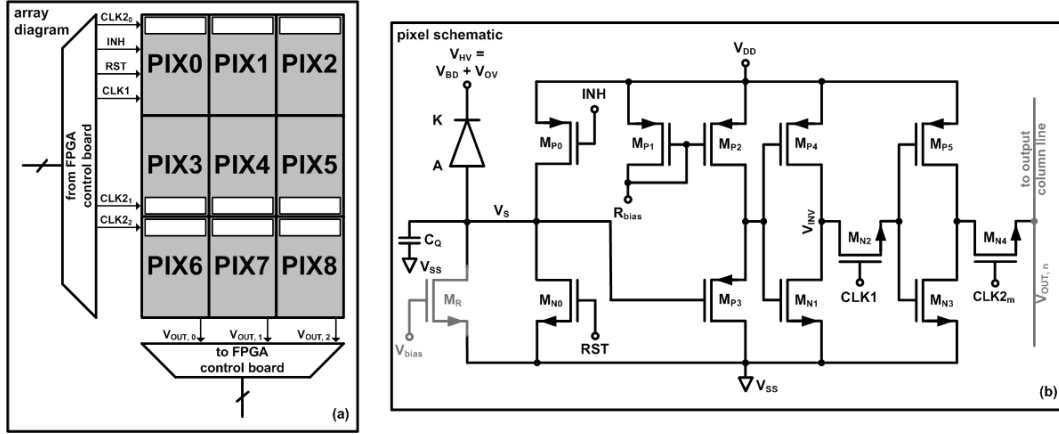 array
diagram
CLK2₀
INH
RST
CLK1
from FPGA
control board
CLK2₁
CLK2₂
PIX0 PIX1 PIX2
PIX3 PIX4 PIX5
PIX6 PIX7 PIX8
V_OUT, 0 V_OUT, 1 V_OUT, 2
to FPGA
control board
(a)
pixel schematic
V_HV =
V_BD + V_OV
K
A
V_S
C_Q
V_SS
M_R
V_bias
INH
M_P0
M_N0
RST
M_P1
R_bias
V_DD
M_P2
M_P3
V_SS
M_P4
M_N1
V_INV
M_N2
CLK1
M_P5
M_N3
M_N4
CLK2_m
to output
column line
V_OUT, n
(b)